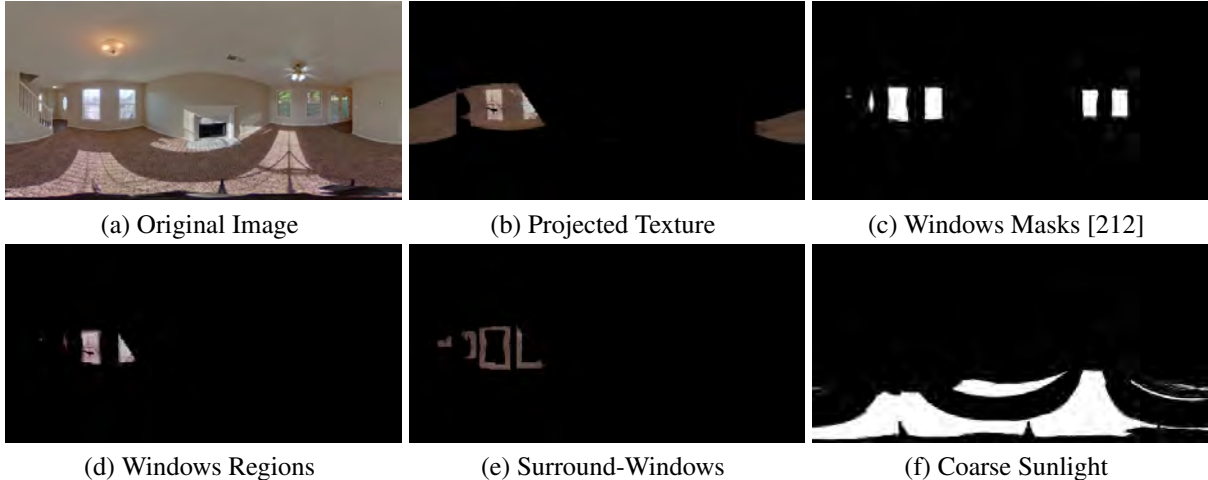 (a) Original Image
(b) Projected Texture
(c) Windows Masks [212]
(d) Windows Regions
(e) Surround-Windows
(f) Coarse Sunlight